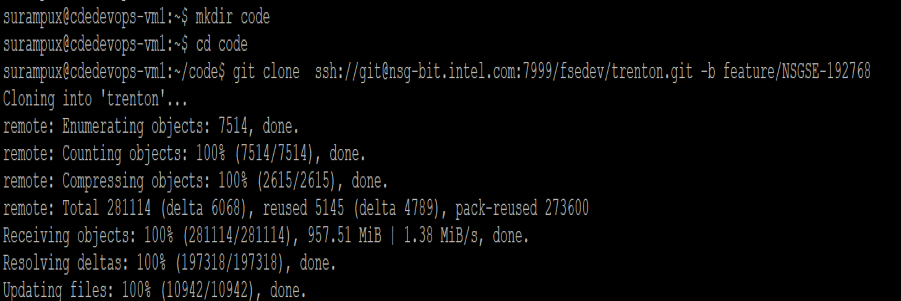 surampux@cdedevops-vm1:~$ mkdir code
surampux@cdedevops-vm1:~$ cd code
surampux@cdedevops-vm1:~/code$ git clone  ssh://git@nsg-bit.intel.com:7999/fsedev/trenton.git -b feature/NSGSE-192768
Cloning into 'trenton'...
remote: Enumerating objects: 7514, done.
remote: Counting objects: 100% (7514/7514), done.
remote: Compressing objects: 100% (2615/2615), done.
remote: Total 281114 (delta 6068), reused 5145 (delta 4789), pack-reused 273600
Receiving objects: 100% (281114/281114), 957.51 MiB | 1.38 MiB/s, done.
Resolving deltas: 100% (197318/197318), done.
Updating files: 100% (10942/10942), done.